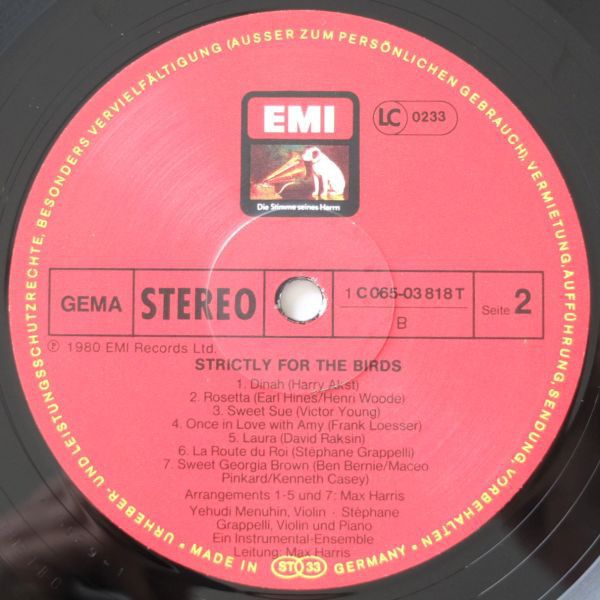 URHEBER- UND LEISTUNGSSCHUTZRECHTE, BESONDERS VERVIELFÄLTIGUNG (AUSSER ZUM PERSÖNLICHEN GEBRAUCH), VERMIETUNG, AUFFÜHRUNG, SENDUNG, VORBEHALTEN
EMI
LC 0233
Die Stimme seines Herrn
GEMA STEREO 1 C 065-03 818 T Seite 2
B
℗ 1980 EMI Records Ltd.
STRICTLY FOR THE BIRDS
1. Dinah (Harry Akst)
2. Rosetta (Earl Hines/Henri Woode)
3. Sweet Sue (Victor Young)
4. Once in Love with Amy (Frank Loesser)
5. Laura (David Raksin)
6. La Route du Roi (Stéphane Grappelli)
7. Sweet Georgia Brown (Ben Bernie/Maceo
Pinkard/Kenneth Casey)
Arrangements 1-5 und 7: Max Harris
Yehudi Menuhin, Violin · Stéphane
Grappelli, Violin und Piano
Ein Instrumental-Ensemble
Leitung: Max Harris
MADE IN ST 33 GERMANY